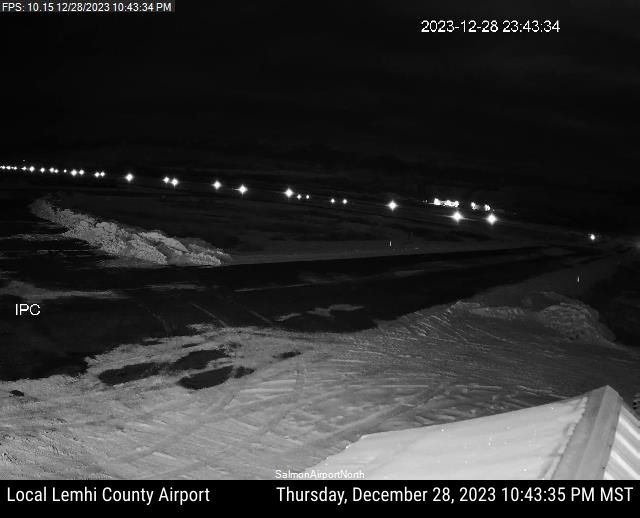 FPS: 10.15 12/28/2023 10:43:34 PM
2023-12-28 23:43:34
IPC
SalmonAirportNorth
Local Lemhi County Airport Thursday, December 28, 2023 10:43:35 PM MST